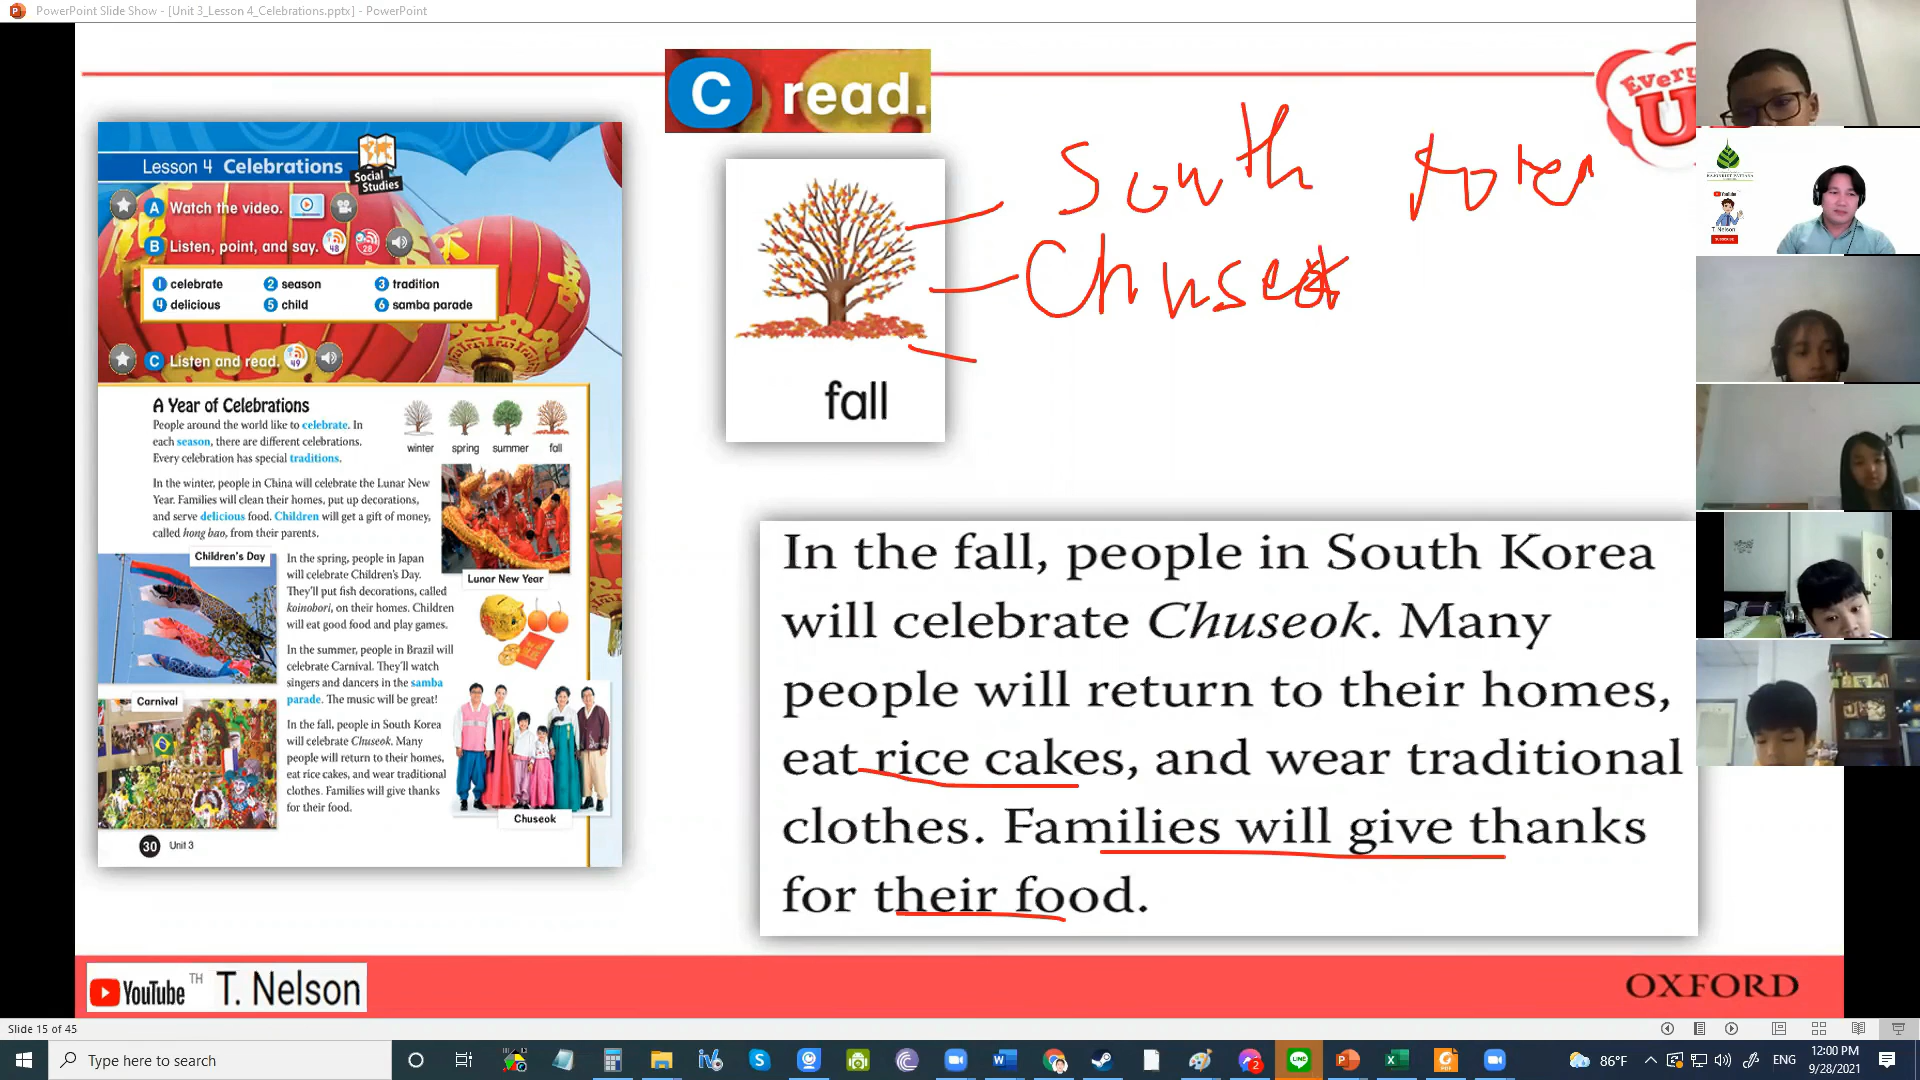 PowerPoint Slide Show - [Unit 3_Lesson 4_Celebrations.pptx] - PowerPoint
C read.
Every
U
Lesson 4 Celebrations
Social
Studies
A Watch the video.
B Listen, point, and say. 48 28
1 celebrate 2 season 3 tradition
4 delicious 5 child 6 samba parade
C Listen and read. 49
A Year of Celebrations
People around the world like to celebrate. In
each season, there are different celebrations.
Every celebration has special traditions.
winter spring summer fall
In the winter, people in China will celebrate the Lunar New
Year. Families will clean their homes, put up decorations,
and serve delicious food. Children will get a gift of money,
called hong bao, from their parents.
Lunar New Year
Children's Day
In the spring, people in Japan
will celebrate Children's Day.
They'll put fish decorations, called
koinobori, on their homes. Children
will eat good food and play games.
In the summer, people in Brazil will
celebrate Carnival. They'll watch
singers and dancers in the samba
parade. The music will be great!
Carnival
In the fall, people in South Korea
will celebrate Chuseok. Many
people will return to their homes,
eat rice cakes, and wear traditional
clothes. Families will give thanks
for their food.
Chuseok
30 Unit 3
fall
South Korea
Chuseok
In the fall, people in South Korea
will celebrate Chuseok. Many
people will return to their homes,
eat rice cakes, and wear traditional
clothes. Families will give thanks
for their food.
YouTube TH T. Nelson
OXFORD
YouTube
T. Nelson
SUBSCRIBE
Slide 15 of 45
Type here to search
86°F
ENG
12:00 PM
9/28/2021